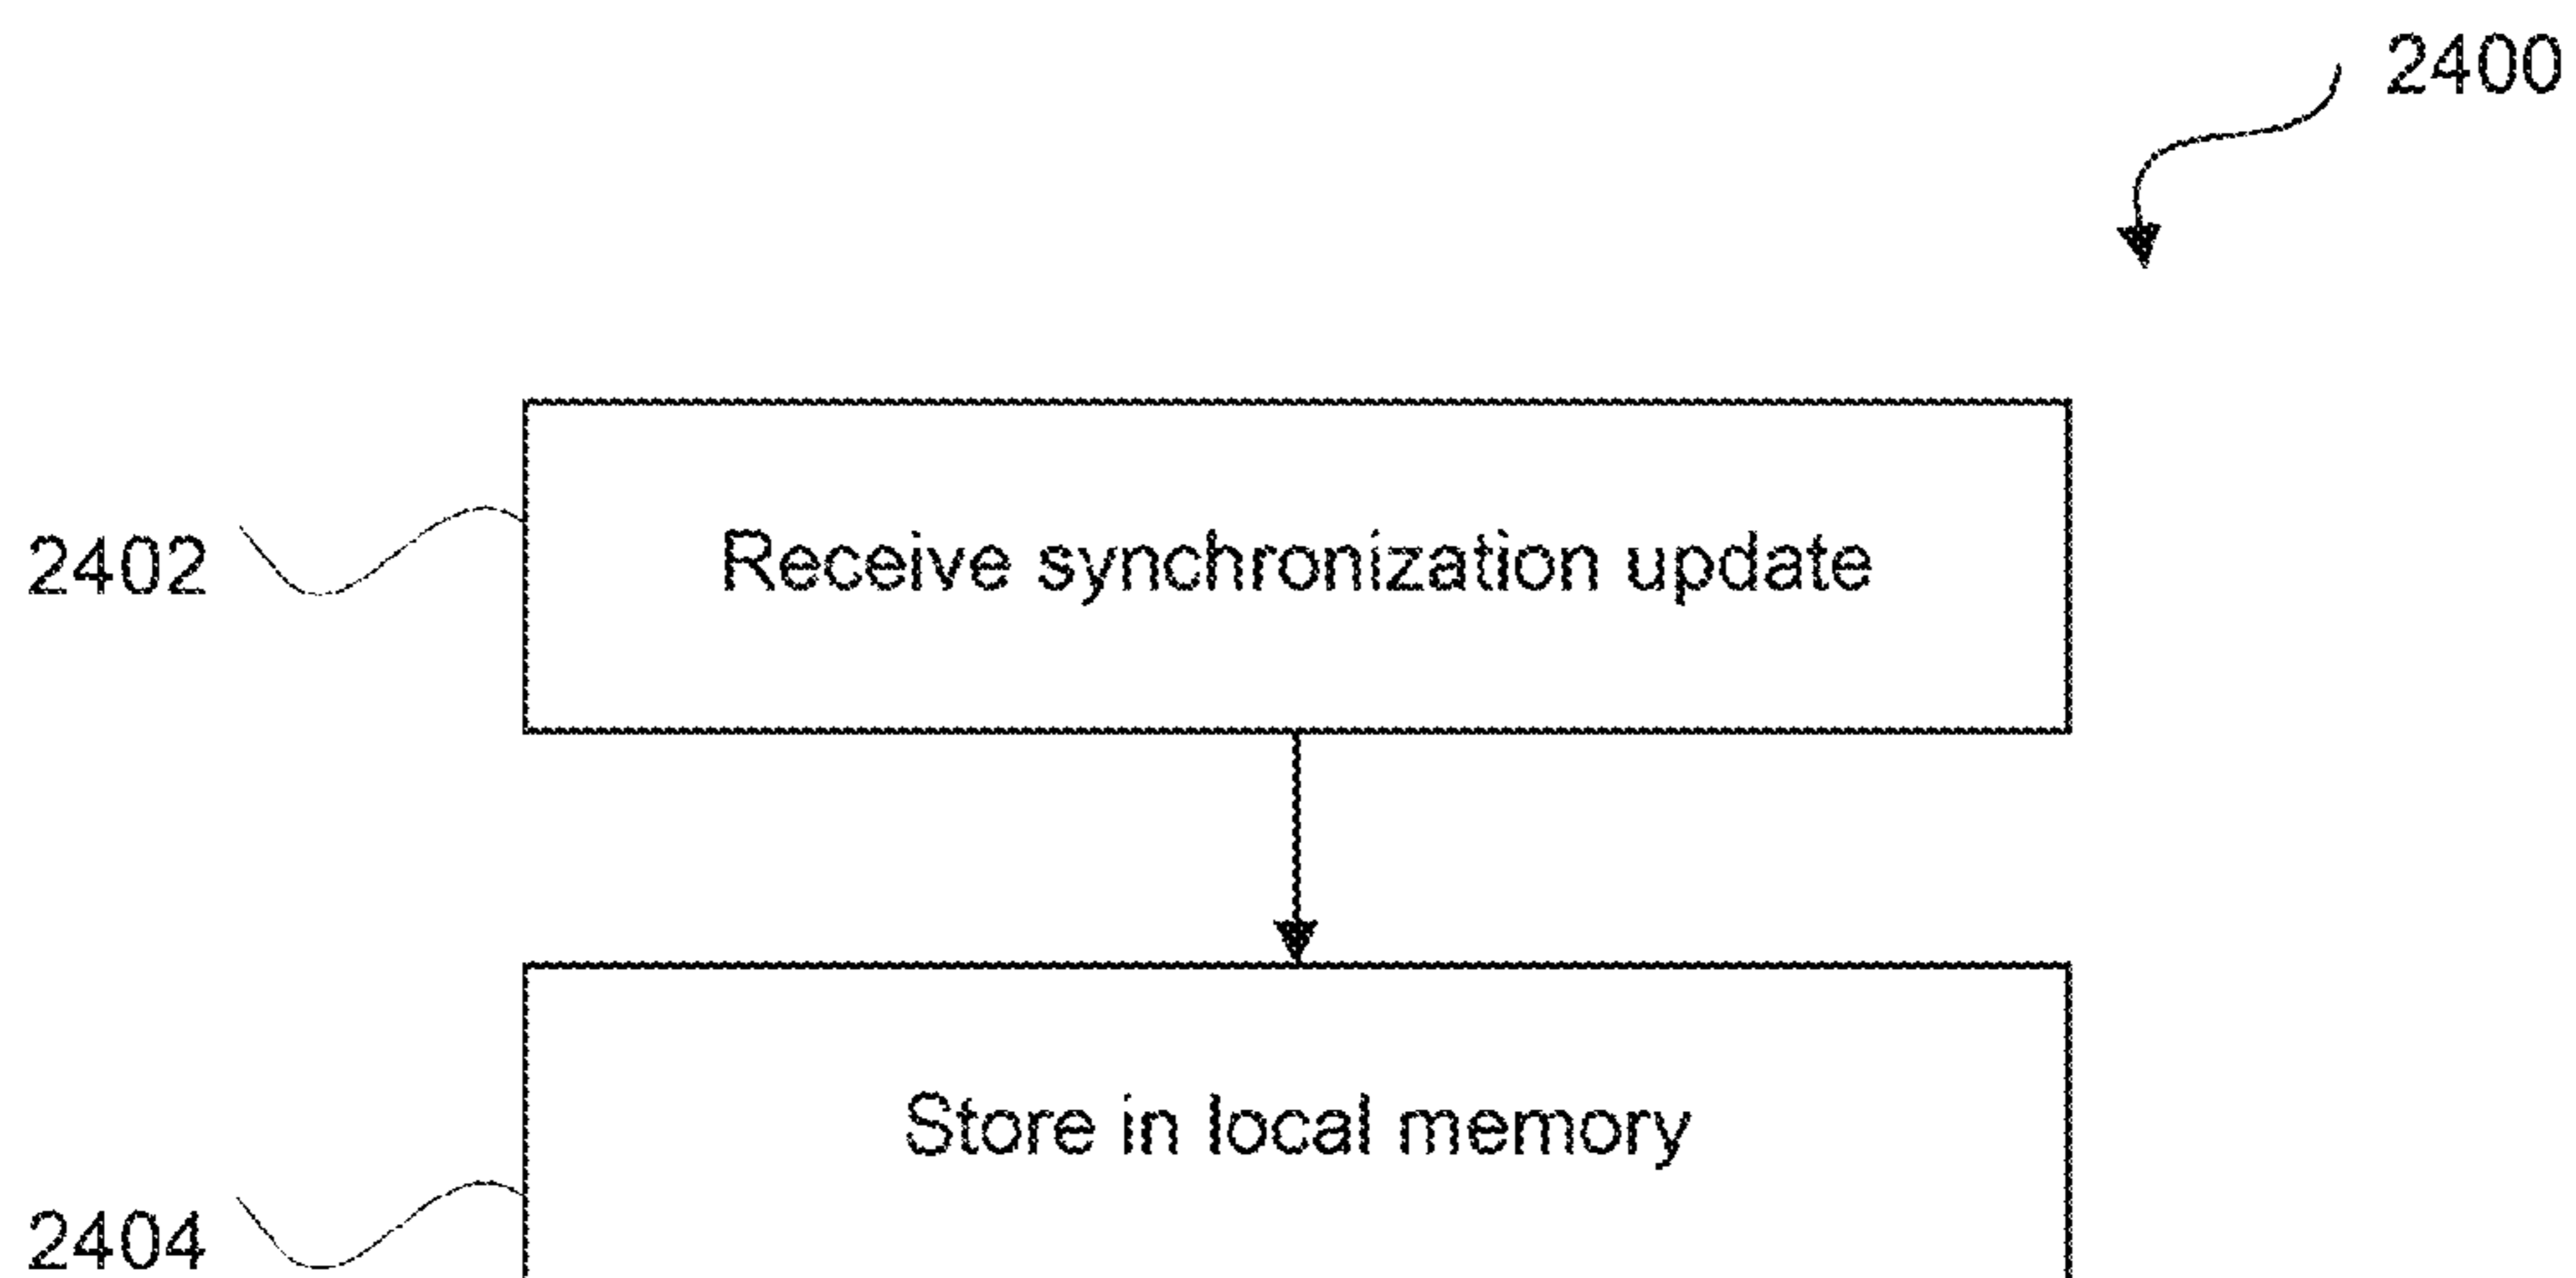 2400
2402
Receive synchronization update
Store in local memory
2404